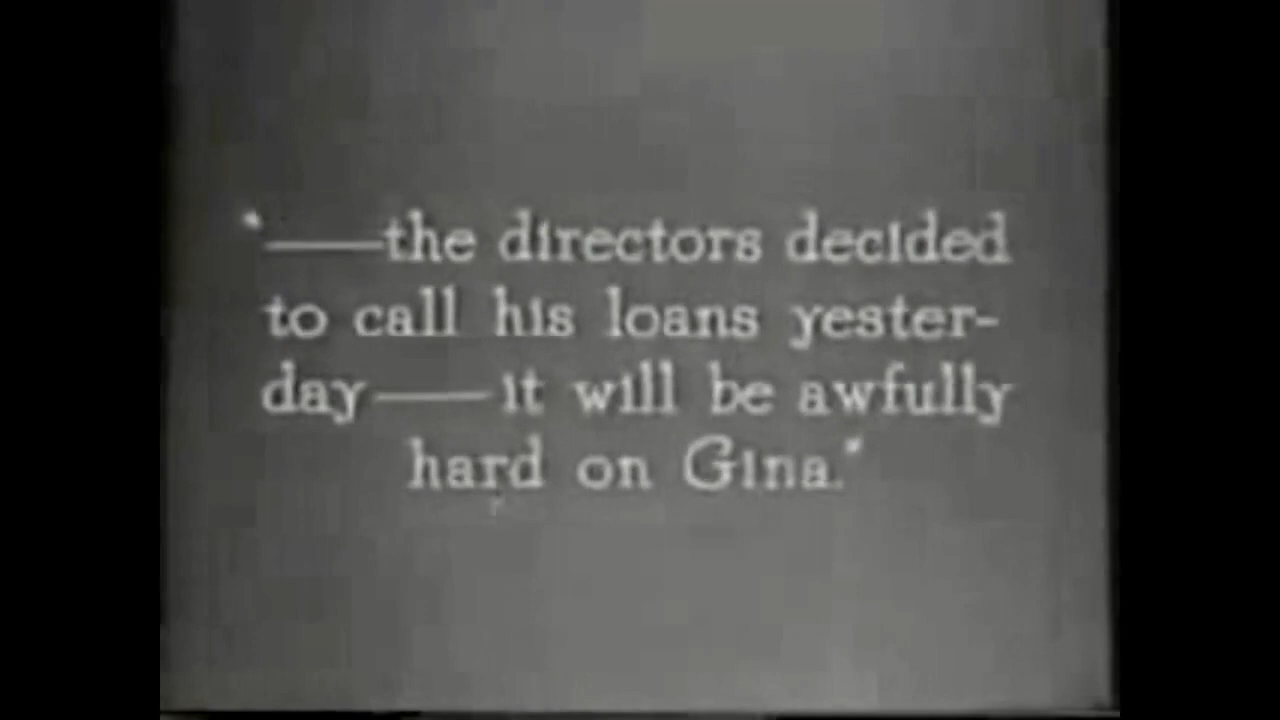 "——the directors decided
to call his loans yester-
day——it will be awfully
hard on Gina."